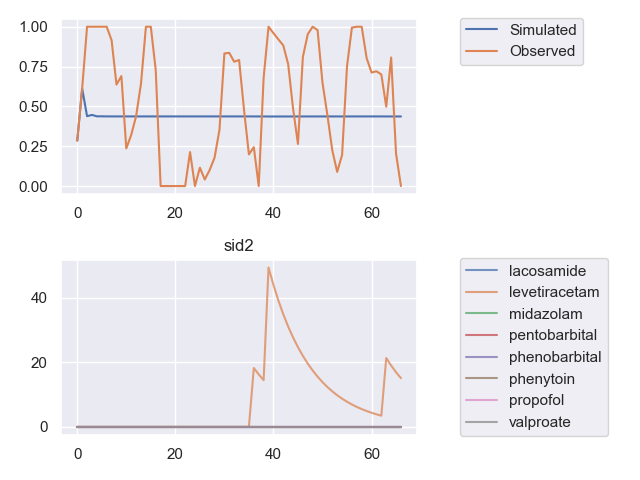 1.00
0.75
0.50
0.25
0.00
0
20
40
60
Simulated
Observed
sid2
40
20
0
0
20
40
60
lacosamide
levetiracetam
midazolam
pentobarbital
phenobarbital
phenytoin
propofol
valproate